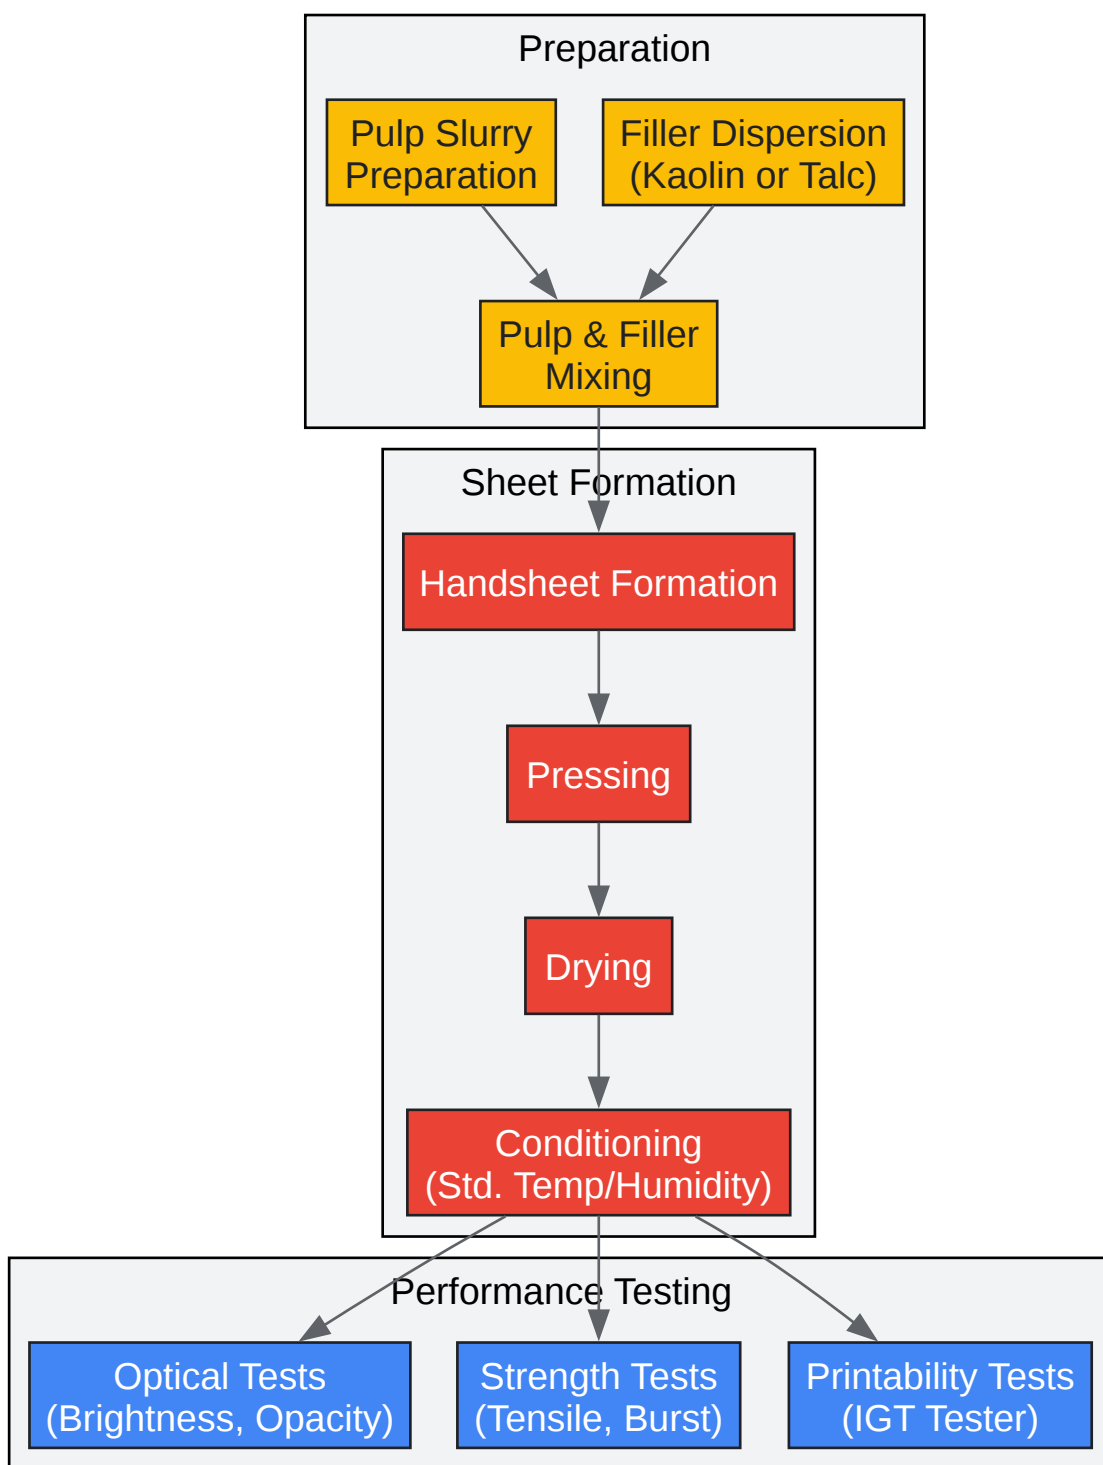 Preparation
Pulp Slurry
Preparation
Filler Dispersion
(Kaolin or Talc)
Pulp & Filler
Mixing
Sheet Formation
Handsheet Formation
Pressing
Drying
Conditioning
(Std. Temp/Humidity)
Performance Testing
Optical Tests
(Brightness, Opacity)
Strength Tests
(Tensile, Burst)
Printability Tests
(IGT Tester)